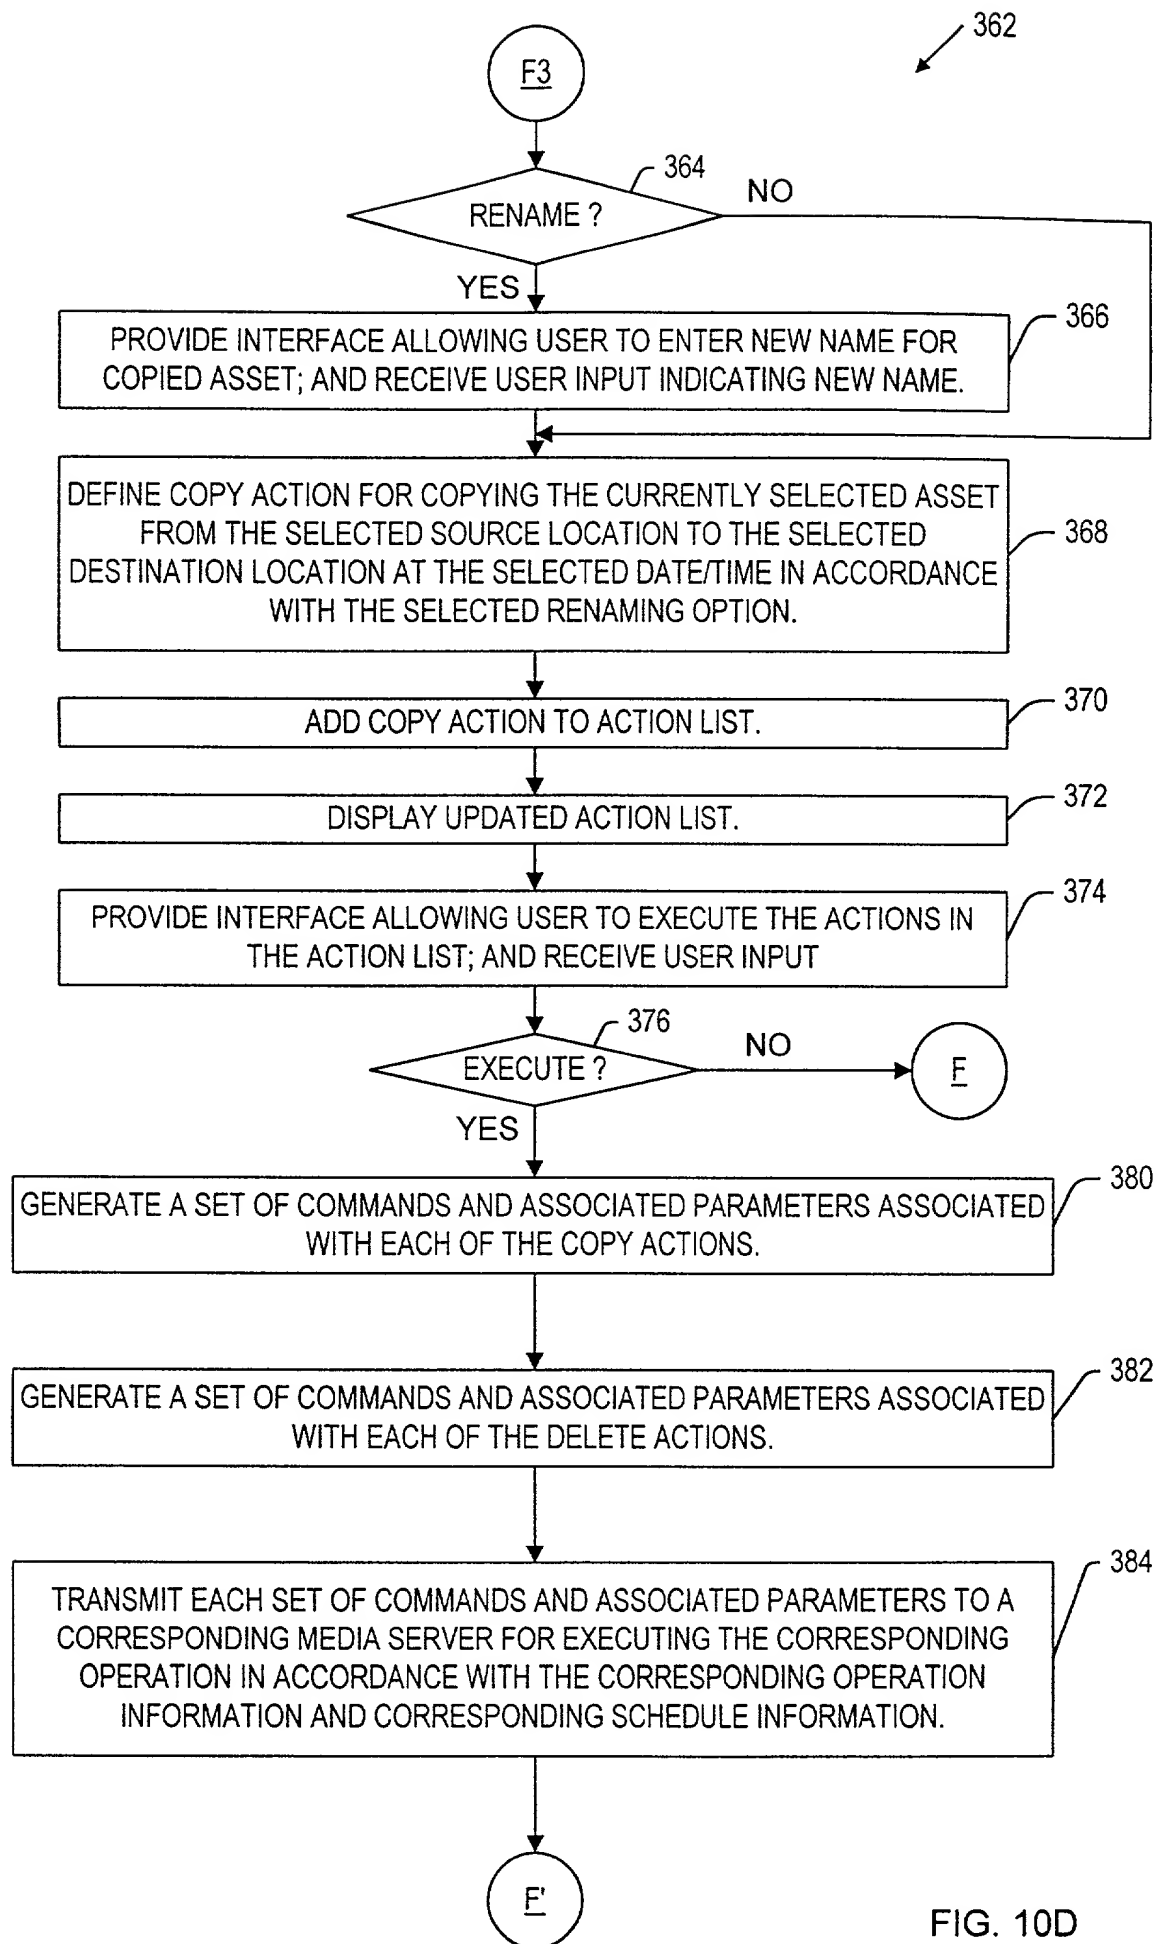 362
F3
364
RENAME ?
NO
YES
366
PROVIDE INTERFACE ALLOWING USER TO ENTER NEW NAME FOR
COPIED ASSET; AND RECEIVE USER INPUT INDICATING NEW NAME.
DEFINE COPY ACTION FOR COPYING THE CURRENTLY SELECTED ASSET
FROM THE SELECTED SOURCE LOCATION TO THE SELECTED
DESTINATION LOCATION AT THE SELECTED DATE/TIME IN ACCORDANCE
WITH THE SELECTED RENAMING OPTION.
368
370
ADD COPY ACTION TO ACTION LIST.
372
DISPLAY UPDATED ACTION LIST.
374
PROVIDE INTERFACE ALLOWING USER TO EXECUTE THE ACTIONS IN
THE ACTION LIST; AND RECEIVE USER INPUT
376
EXECUTE ?
NO
F
YES
380
GENERATE A SET OF COMMANDS AND ASSOCIATED PARAMETERS ASSOCIATED
WITH EACH OF THE COPY ACTIONS.
382
GENERATE A SET OF COMMANDS AND ASSOCIATED PARAMETERS ASSOCIATED
WITH EACH OF THE DELETE ACTIONS.
384
TRANSMIT EACH SET OF COMMANDS AND ASSOCIATED PARAMETERS TO A
CORRESPONDING MEDIA SERVER FOR EXECUTING THE CORRESPONDING
OPERATION IN ACCORDANCE WITH THE CORRESPONDING OPERATION
INFORMATION AND CORRESPONDING SCHEDULE INFORMATION.
F'
FIG. 10D